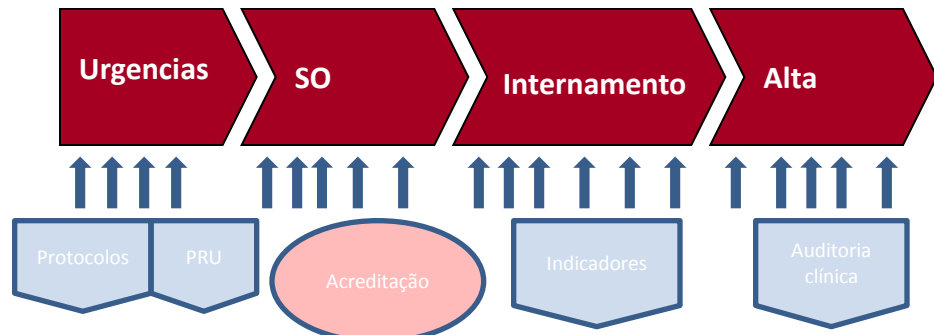 Urgencias
SO
Internamento
Alta
Protocolos
PRU
Acreditação
Indicadores
Auditoria
clínica